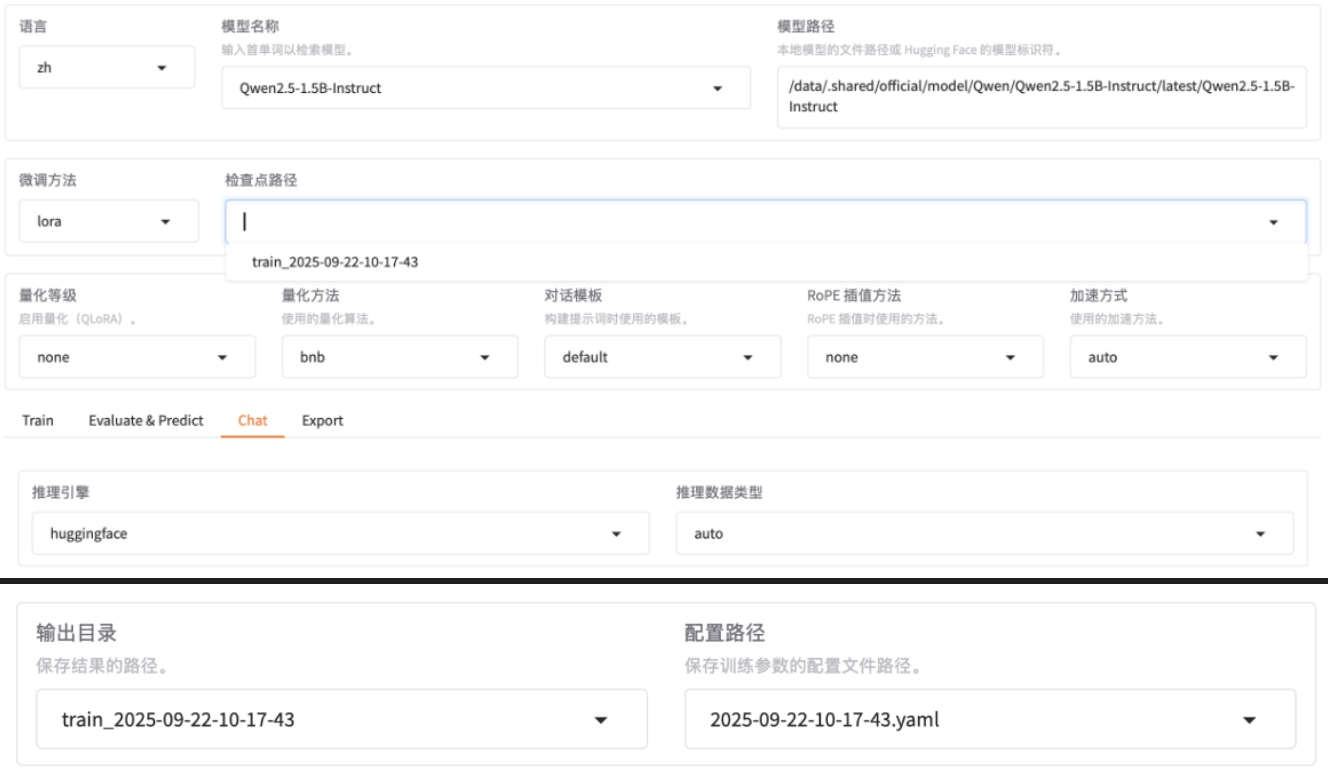 语言
模型名称
模型路径
输入首单词以检索模型。
本地模型的文件路径或 Hugging Face 的模型标识符。
zh
Qwen2.5-1.5B-Instruct
/data/.shared/official/model/Qwen/Qwen2.5-1.5B-Instruct/latest/Qwen2.5-1.5B-
Instruct
微调方法
检查点路径
lora
train_2025-09-22-10-17-43
量化等级
量化方法
对话模板
RoPE 插值方法
加速方式
启用量化（QLoRA）。
使用的量化算法。
构建提示词时使用的模板。
RoPE 插值时使用的方法。
使用的加速方法。
none
bnb
default
none
auto
Train
Evaluate & Predict
Chat
Export
推理引擎
推理数据类型
huggingface
auto
输出目录
配置路径
保存结果的路径。
保存训练参数的配置文件路径。
train_2025-09-22-10-17-43
2025-09-22-10-17-43.yaml